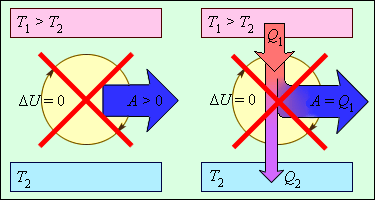 T₁ > T₂
ΔU = 0
A > 0
T₂
T₁ > T₂
Q₁
ΔU = 0
A = Q₁
T₂
Q₂